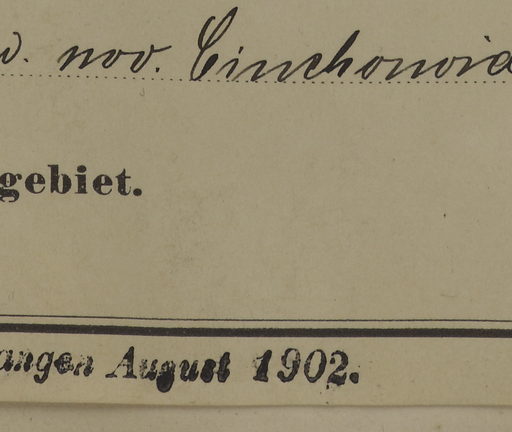 v. nov. Cinchonoid
gebiet.
angen August 1902.